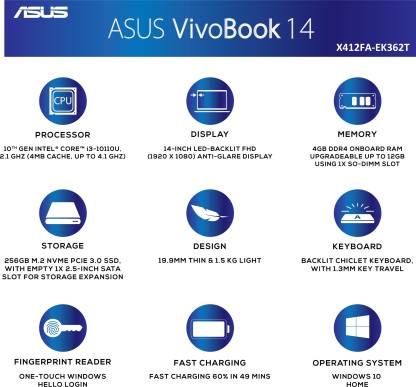 ASUS
ASUS VivoBook 14
X412FA-EK362T
CPU
PROCESSOR
10TH GEN INTEL® CORE™ I3-10110U,
2.1 GHZ (4MB CACHE, UP TO 4.1 GHZ)
DISPLAY
14-INCH LED-BACKLIT FHD
(1920 X 1080) ANTI-GLARE DISPLAY
MEMORY
4GB DDR4 ONBOARD RAM
UPGRADEABLE UP TO 12GB
USING 1X SO-DIMM SLOT
STORAGE
256GB M.2 NVME PCIE 3.0 SSD,
WITH EMPTY 1X 2.5-INCH SATA
SLOT FOR STORAGE EXPANSION
DESIGN
19.9MM THIN & 1.5 KG LIGHT
KEYBOARD
BACKLIT CHICLET KEYBOARD,
WITH 1.3MM KEY TRAVEL
FINGERPRINT READER
ONE-TOUCH WINDOWS
HELLO LOGIN
FAST CHARGING
FAST CHARGING 60% IN 49 MINS
OPERATING SYSTEM
WINDOWS 10
HOME